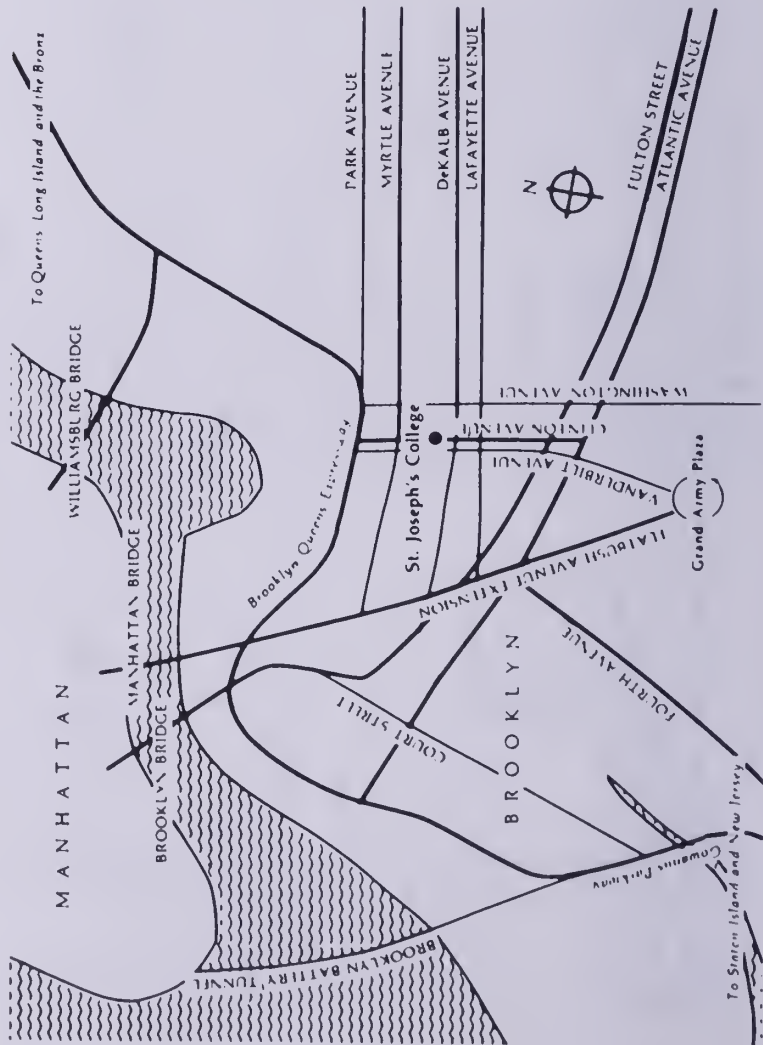 To Queens Long Island and the Bronx
WILLIAMSBURG BRIDGE
MANHATTAN
MANHATTAN BRIDGE
BROOKLYN BRIDGE
BROOKLYN BATTERY TUNNEL
Brooklyn Queens Expressway
PARK AVENUE
MYRTLE AVENUE
DeKALB AVENUE
LAFAYETTE AVENUE
St. Joseph's College
N
FULTON STREET
ATLANTIC AVENUE
WASHINGTON AVENUE
CLINTON AVENUE
VANDERBILT AVENUE
Grand Army Plaza
FLATBUSH AVENUE EXTENSION
COURT STREET
BROOKLYN
FOURTH AVENUE
Gowanus Parkway
To Staten Island and New Jersey